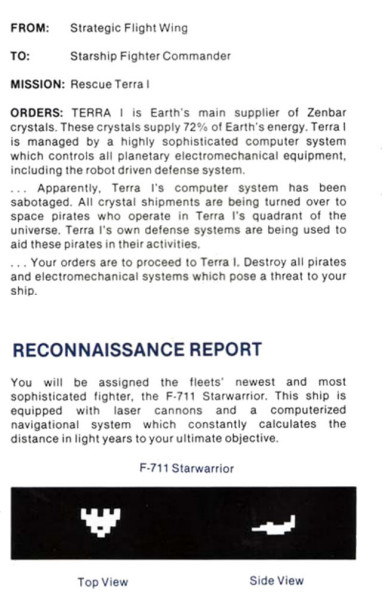 FROM: Strategic Flight Wing
TO: Starship Fighter Commander
MISSION: Rescue Terra I
ORDERS: TERRA I is Earth's main supplier of Zenbar
crystals. These crystals supply 72% of Earth's energy. Terra I
is managed by a highly sophisticated computer system
which controls all planetary electromechanical equipment,
including the robot driven defense system.
... Apparently, Terra I's computer system has been
sabotaged. All crystal shipments are being turned over to
space pirates who operate in Terra I's quadrant of the
universe. Terra I's own defense systems are being used to
aid these pirates in their activities.
... Your orders are to proceed to Terra I. Destroy all pirates
and electromechanical systems which pose a threat to your
ship.
RECONNAISSANCE REPORT
You will be assigned the fleets' newest and most
sophisticated fighter, the F-711 Starwarrior. This ship is
equipped with laser cannons and a computerized
navigational system which constantly calculates the
distance in light years to your ultimate objective.
F-711 Starwarrior
Top View
Side View